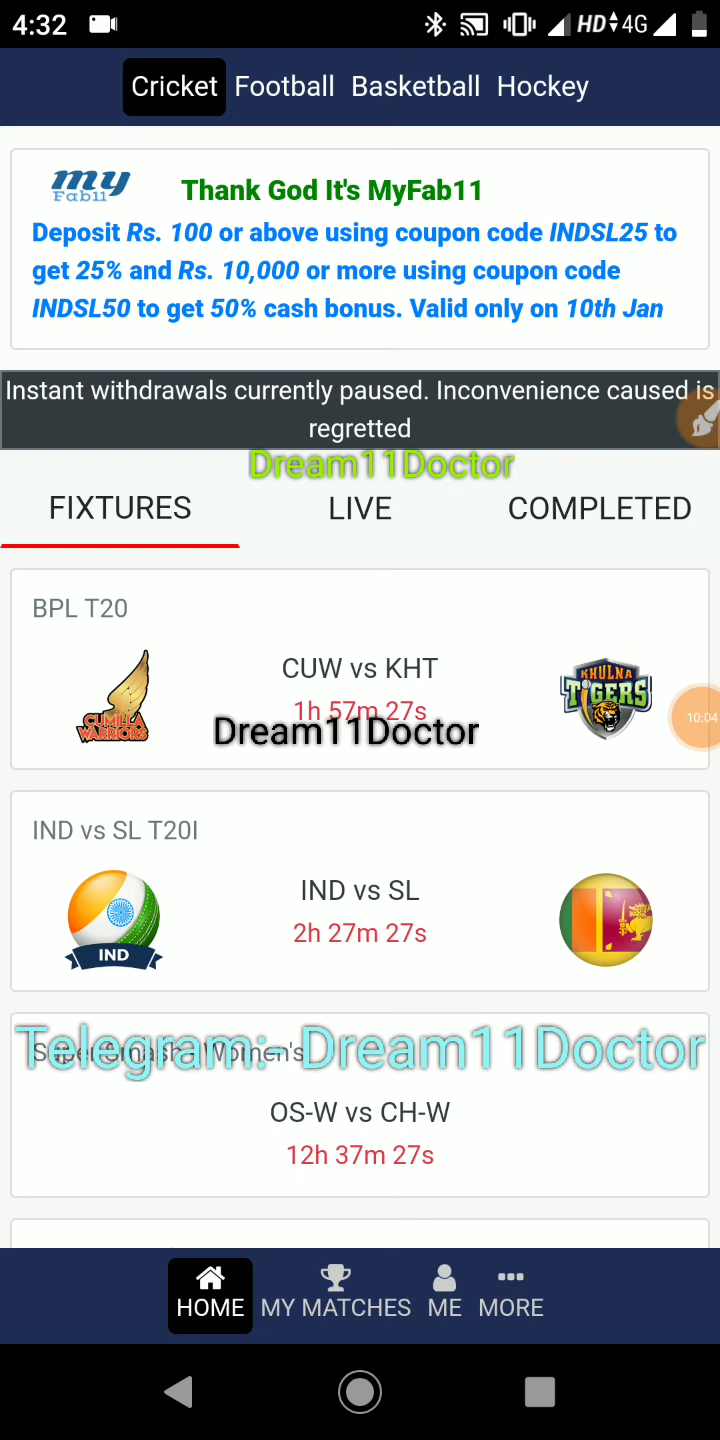 4:32 HD 4G
Cricket Football Basketball Hockey
my
Fab11
Thank God It's MyFab11
Deposit Rs. 100 or above using coupon code INDSL25 to
get 25% and Rs. 10,000 or more using coupon code
INDSL50 to get 50% cash bonus. Valid only on 10th Jan
Instant withdrawals currently paused. Inconvenience caused is
regretted
Dream11Doctor
FIXTURES LIVE COMPLETED
BPL T20
CUW vs KHT
CUMILLA
WARRIORS
KHULNA
TIGERS
1h 57m 27s
10:04
Dream11Doctor
IND vs SL T20I
IND vs SL
2h 27m 27s
IND
Telegram:- Dream11Doctor
Super Smash - Women's
OS-W vs CH-W
12h 37m 27s
HOME MY MATCHES ME MORE